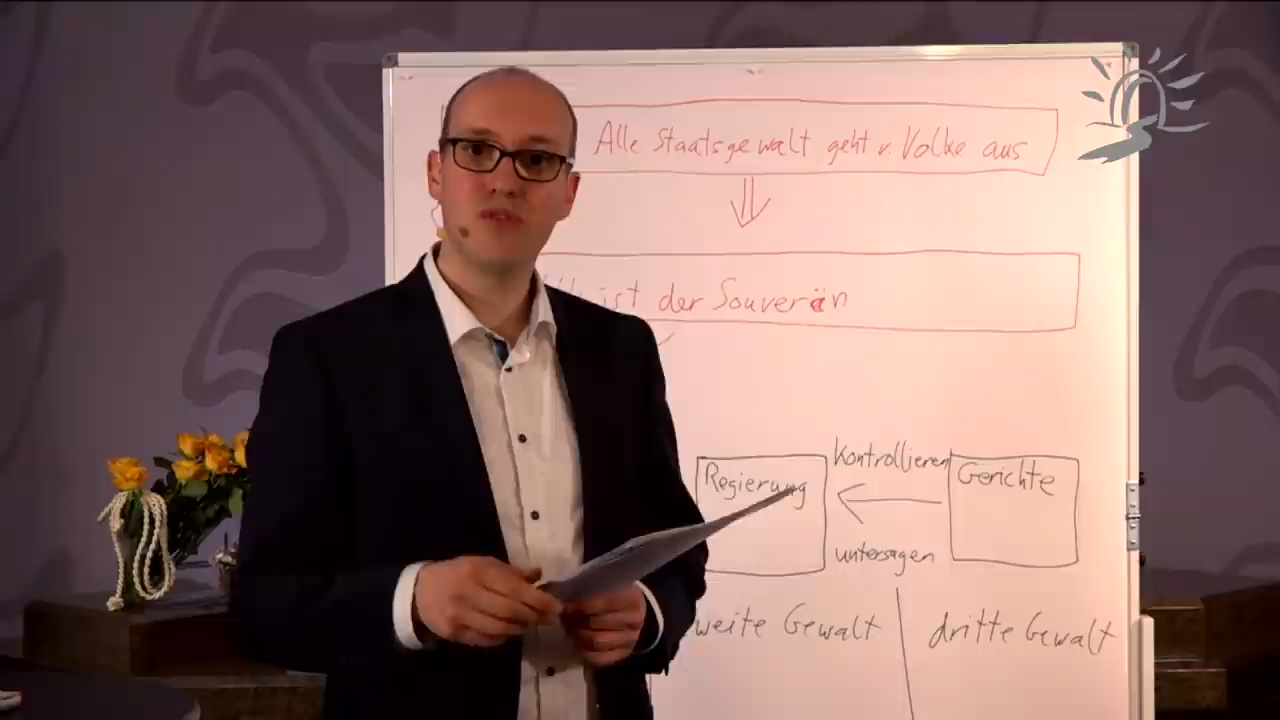 Alle Staatsgewalt geht v. Volke aus
ist der Souverän
Regierung
Kontrollieren
untersagen
Gerichte
weite Gewalt
dritte Gewalt